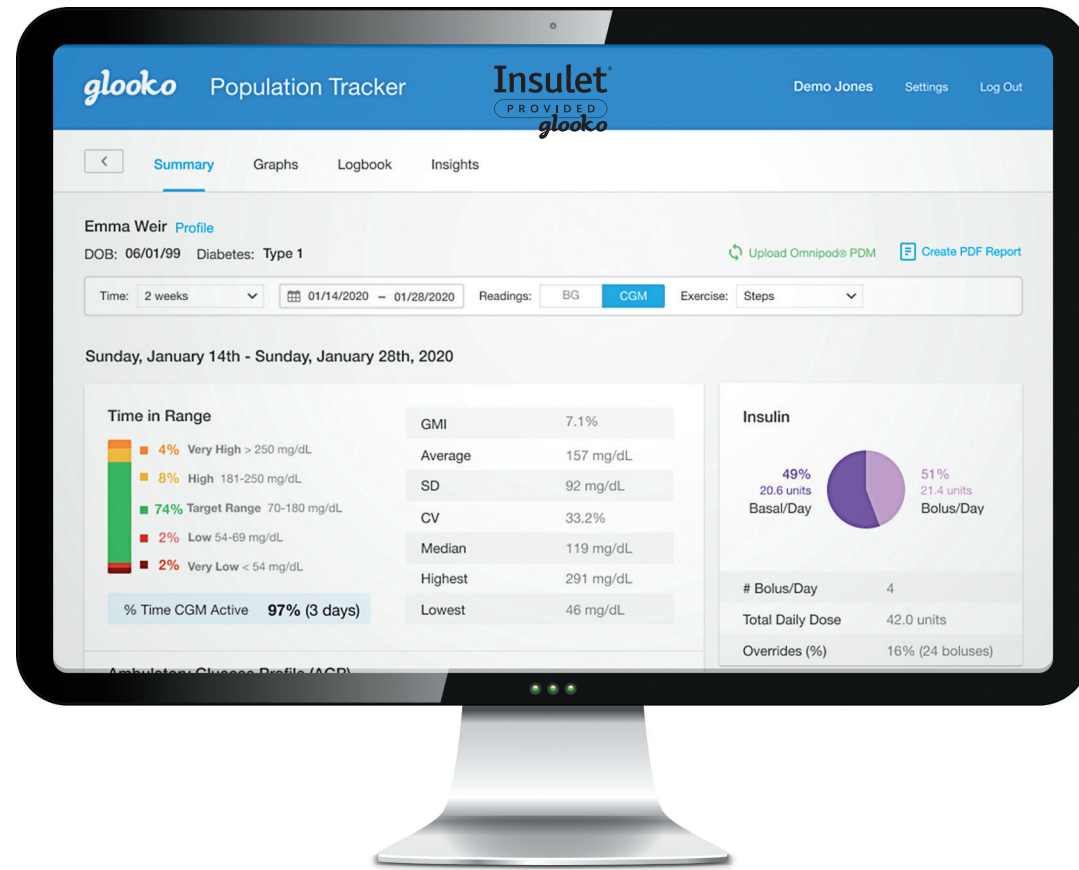 glooko Population Tracker Insulet® Demo Jones Settings Log Out
PROVIDED
glooko
Summary Graphs Logbook Insights
Emma Weir Profile
DOB: 06/01/99 Diabetes: Type 1 Upload Omnipod® PDM Create PDF Report
Time: 2 weeks 01/14/2020 – 01/28/2020 Readings: BG CGM Exercise: Steps
Sunday, January 14th - Sunday, January 28th, 2020
Time in Range
4% Very High > 250 mg/dL
8% High 181-250 mg/dL
74% Target Range 70-180 mg/dL
2% Low 54-69 mg/dL
2% Very Low < 54 mg/dL
% Time CGM Active 97% (3 days)
GMI 7.1%
Average 157 mg/dL
SD 92 mg/dL
CV 33.2%
Median 119 mg/dL
Highest 291 mg/dL
Lowest 46 mg/dL
Insulin
49%
20.6 units
Basal/Day
51%
21.4 units
Bolus/Day
# Bolus/Day 4
Total Daily Dose 42.0 units
Overrides (%) 16% (24 boluses)
Ambulatory Glucose Profile (AGP)